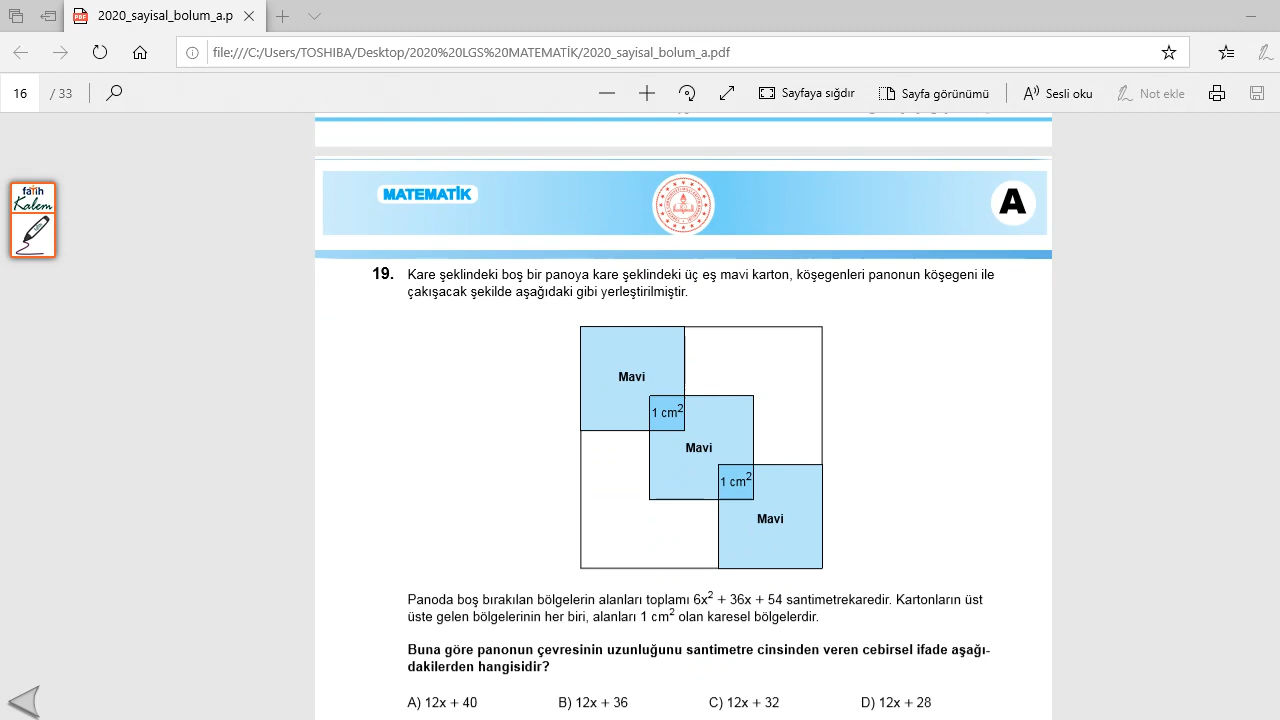 2020_sayisal_bolum_a.p
file:///C:/Users/TOSHIBA/Desktop/2020%20LGS%20MATEMATİK/2020_sayisal_bolum_a.pdf
16 / 33
Sayfaya sığdır
Sayfa görünümü
Sesli oku
Not ekle
fatih
Kalem
MATEMATİK
A
19. Kare şeklindeki boş bir panoya kare şeklindeki üç eş mavi karton, köşegenleri panonun köşegeni ile
çakışacak şekilde aşağıdaki gibi yerleştirilmiştir.
Mavi
1 cm²
Mavi
1 cm²
Mavi
Panoda boş bırakılan bölgelerin alanları toplamı 6x² + 36x + 54 santimetrekaredir. Kartonların üst
üste gelen bölgelerinin her biri, alanları 1 cm² olan karesel bölgelerdir.
Buna göre panonun çevresinin uzunluğunu santimetre cinsinden veren cebirsel ifade aşağı-
dakilerden hangisidir?
A) 12x + 40 B) 12x + 36 C) 12x + 32 D) 12x + 28